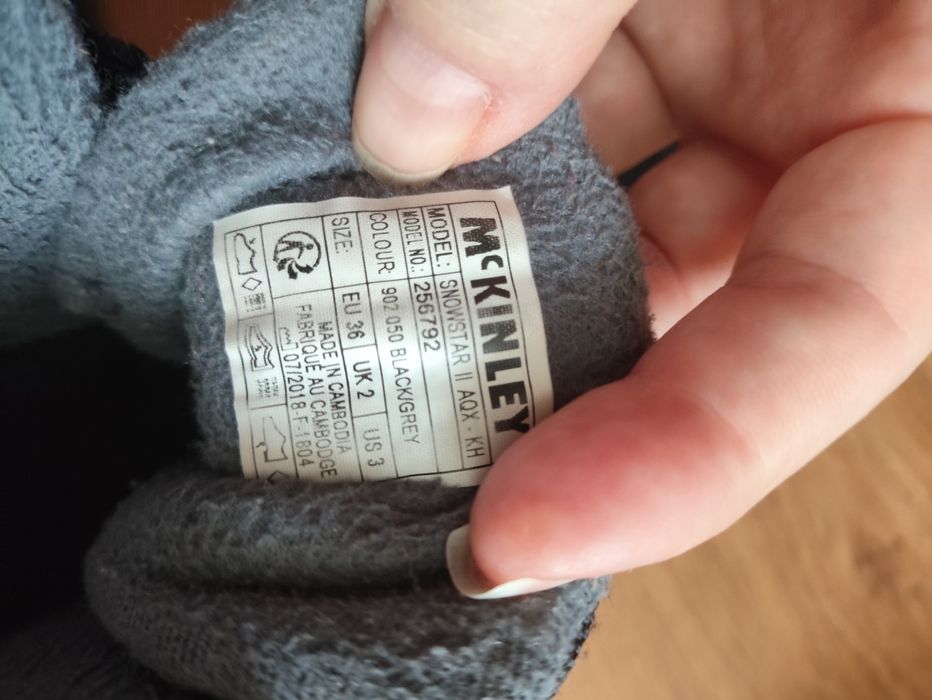 McKINLEY
MODEL: SNOWSTAR II AQX - KH
MODEL NO.: 256792
COLOUR: 902 050 BLACK/GREY
SIZE: EU 36 UK 2 US 3
MADE IN CAMBODIA
FABRIQUE AU CAMBODGE
07/2018-F-1804